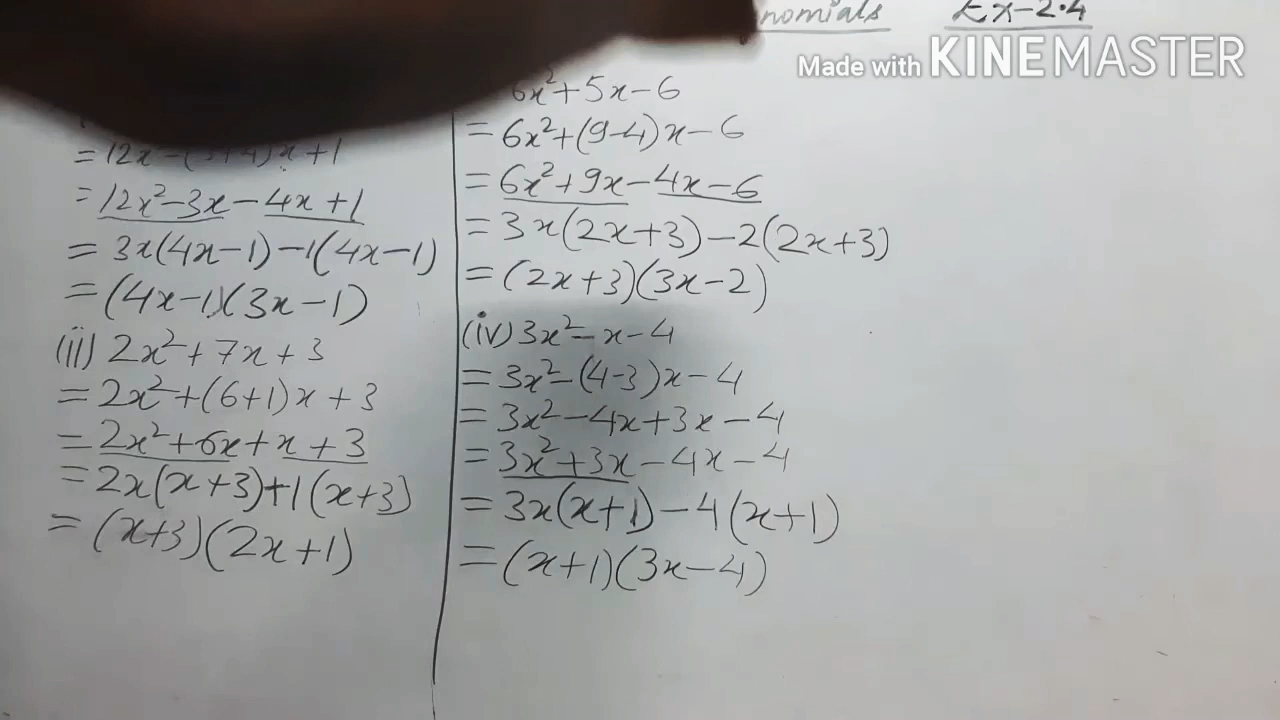 nomials Ex-2.4
Made with KINEMASTER
= 12x²-(3+4)x+1
= 12x²-3x-4x+1
= 3x(4x-1)-1(4x-1)
= (4x-1)(3x-1)
(ii) 2x²+7x+3
= 2x²+(6+1)x+3
= 2x²+6x+x+3
= 2x(x+3)+1(x+3)
= (x+3)(2x+1)
6x²+5x-6
= 6x²+(9-4)x-6
= 6x²+9x-4x-6
= 3x(2x+3)-2(2x+3)
= (2x+3)(3x-2)
(iv) 3x²-x-4
= 3x²-(4-3)x-4
= 3x²-4x+3x-4
= 3x²+3x-4x-4
= 3x(x+1)-4(x+1)
= (x+1)(3x-4)